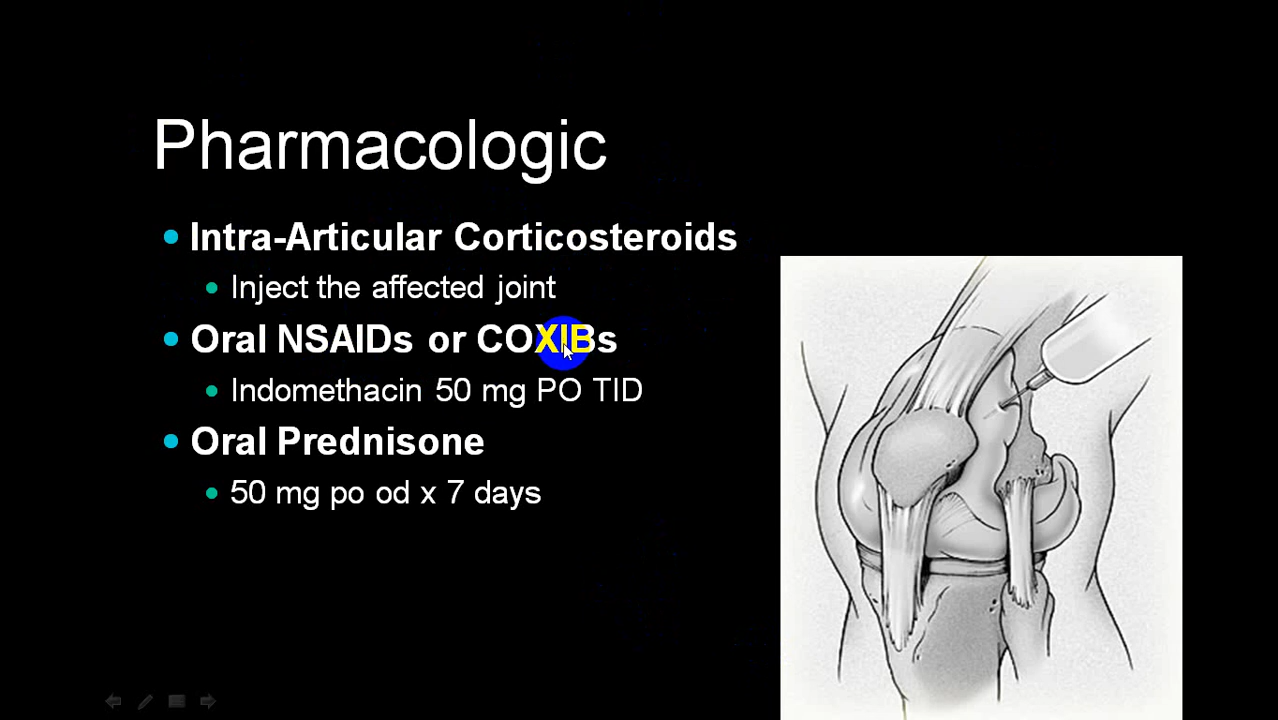 Pharmacologic
Intra-Articular Corticosteroids
Inject the affected joint
Oral NSAIDs or COXIBs
Indomethacin 50 mg PO TID
Oral Prednisone
50 mg po od x 7 days